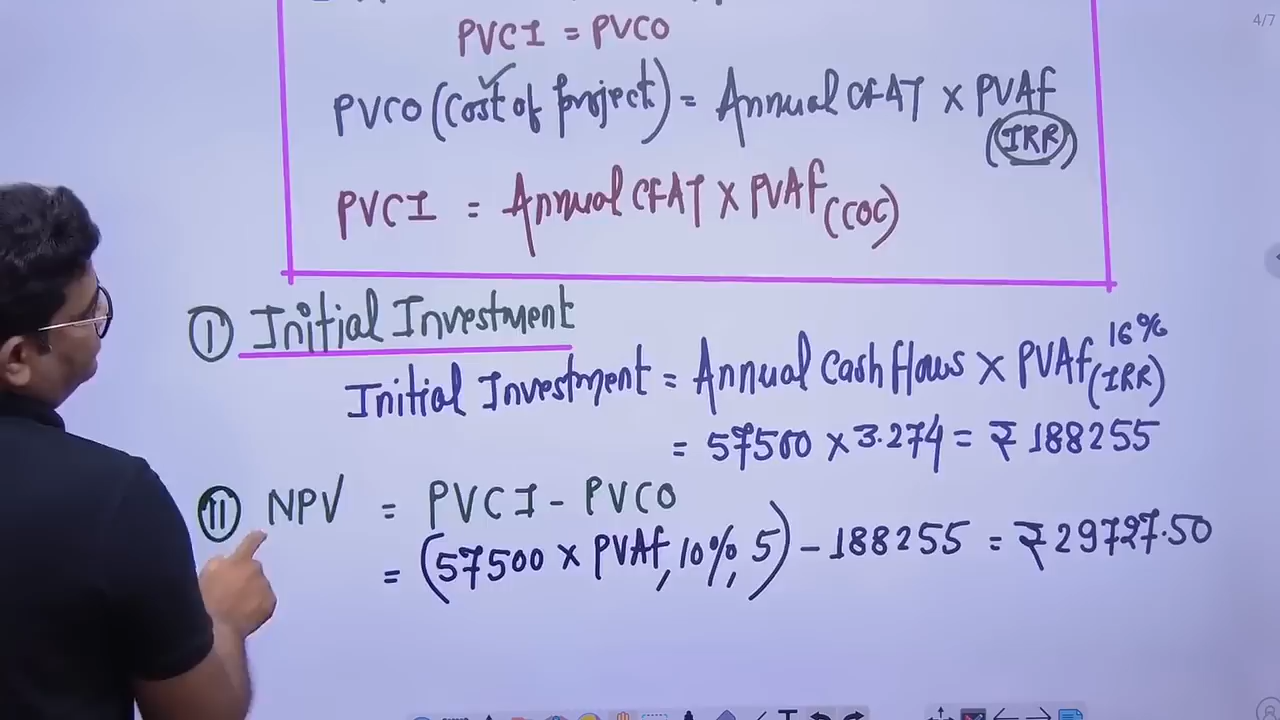 4/7
PVCI = PVCO
PVCO (Cost of project) = Annual CFAT × PVAf (IRR)
PVCI = Annual CFAT × PVAf (COC)
I Initial Investment
Initial Investment = Annual Cash flows × PVAf (IRR) 16%
= 57500 × 3.274 = ₹ 188255
II NPV = PVCI - PVCO
= (57500 × PVAf, 10%, 5) - 188255 = ₹ 29727.50